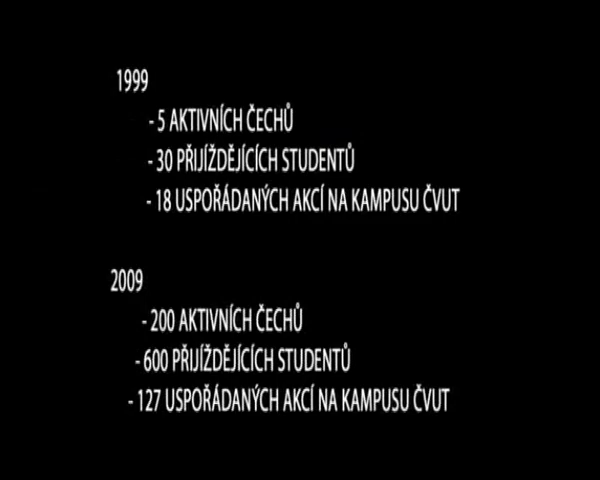 1999
- 5 AKTIVNÍCH ČECHŮ
- 30 PŘIJÍŽDĚJÍCÍCH STUDENTŮ
- 18 USPOŘÁDANÝCH AKCÍ NA KAMPUSU ČVUT
2009
- 200 AKTIVNÍCH ČECHŮ
- 600 PŘIJÍŽDĚJÍCÍCH STUDENTŮ
- 127 USPOŘÁDANÝCH AKCÍ NA KAMPUSU ČVUT